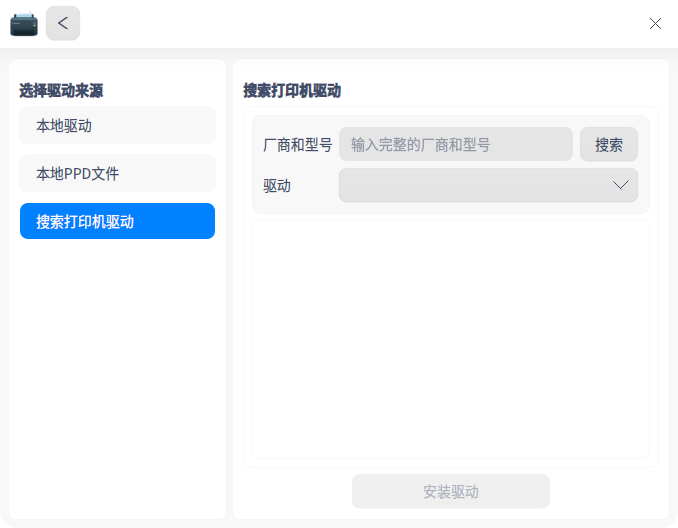 选择驱动来源
本地驱动
本地PPD文件
搜索打印机驱动
搜索打印机驱动
厂商和型号 输入完整的厂商和型号 搜索
驱动
安装驱动